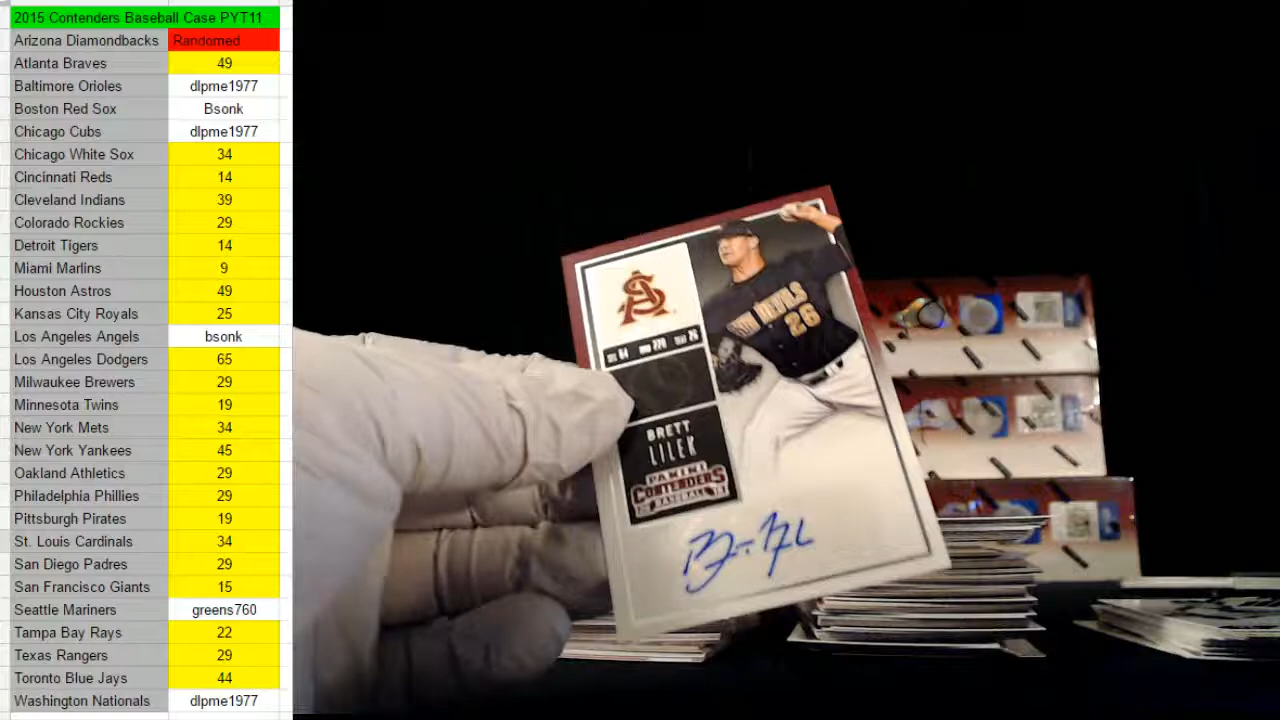 2015 Contenders Baseball Case PYT11
Arizona Diamondbacks Randomed
Atlanta Braves 49
Baltimore Orioles dlpme1977
Boston Red Sox Bsonk
Chicago Cubs dlpme1977
Chicago White Sox 34
Cincinnati Reds 14
Cleveland Indians 39
Colorado Rockies 29
Detroit Tigers 14
Miami Marlins 9
Houston Astros 49
Kansas City Royals 25
Los Angeles Angels bsonk
Los Angeles Dodgers 65
Milwaukee Brewers 29
Minnesota Twins 19
New York Mets 34
New York Yankees 45
Oakland Athletics 29
Philadelphia Phillies 29
Pittsburgh Pirates 19
St. Louis Cardinals 34
San Diego Padres 29
San Francisco Giants 15
Seattle Mariners greens760
Tampa Bay Rays 22
Texas Rangers 29
Toronto Blue Jays 44
Washington Nationals dlpme1977
AS
DEVILS
26
BRETT
LILEK
PANINI
CONTENDERS
BASEBALL